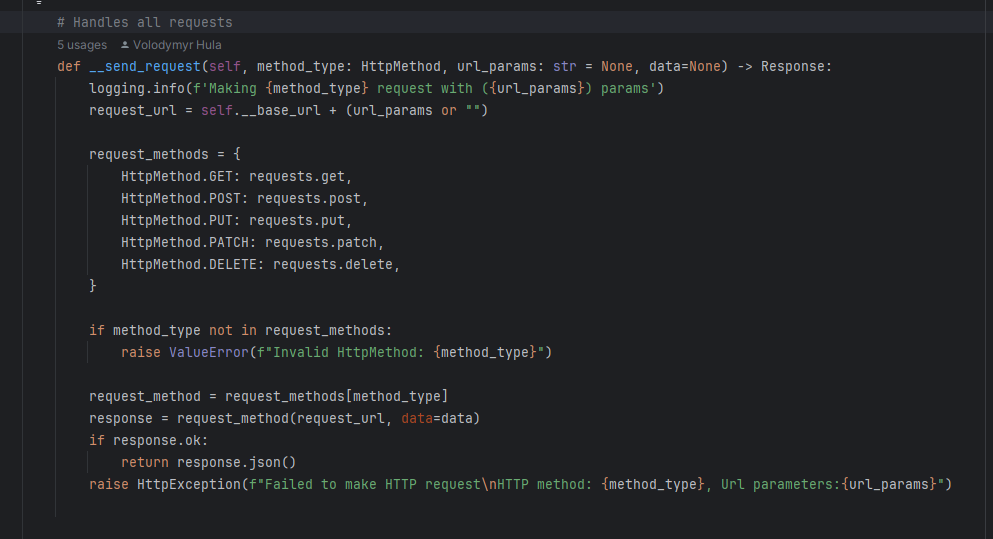 # Handles all requests
5 usages Volodymyr Hula
def __send_request(self, method_type: HttpMethod, url_params: str = None, data=None) -> Response:
    logging.info(f'Making {method_type} request with ({url_params}) params')
    request_url = self.__base_url + (url_params or "")
    request_methods = {
        HttpMethod.GET: requests.get,
        HttpMethod.POST: requests.post,
        HttpMethod.PUT: requests.put,
        HttpMethod.PATCH: requests.patch,
        HttpMethod.DELETE: requests.delete,
    }
    if method_type not in request_methods:
        raise ValueError(f"Invalid HttpMethod: {method_type}")
    request_method = request_methods[method_type]
    response = request_method(request_url, data=data)
    if response.ok:
        return response.json()
    raise HttpException(f"Failed to make HTTP request\nHTTP method: {method_type}, Url parameters:{url_params}")